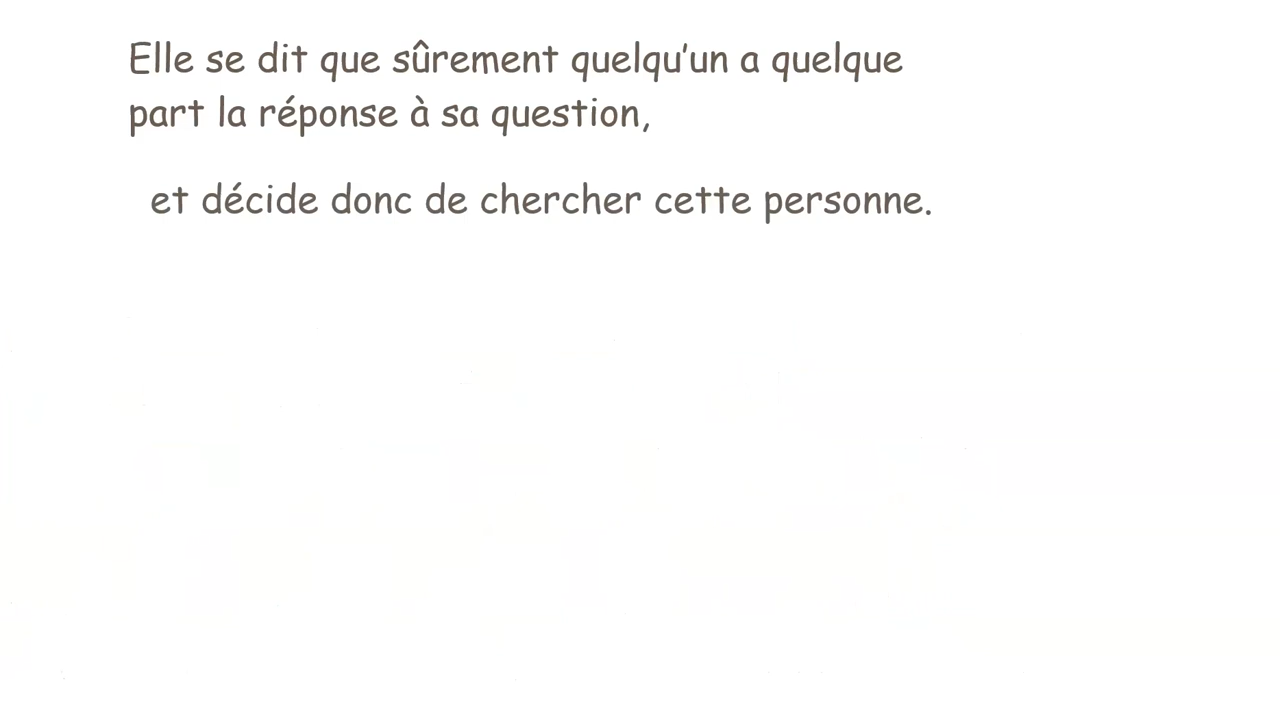 Elle se dit que sûrement quelqu'un a quelque
part la réponse à sa question,
et décide donc de chercher cette personne.